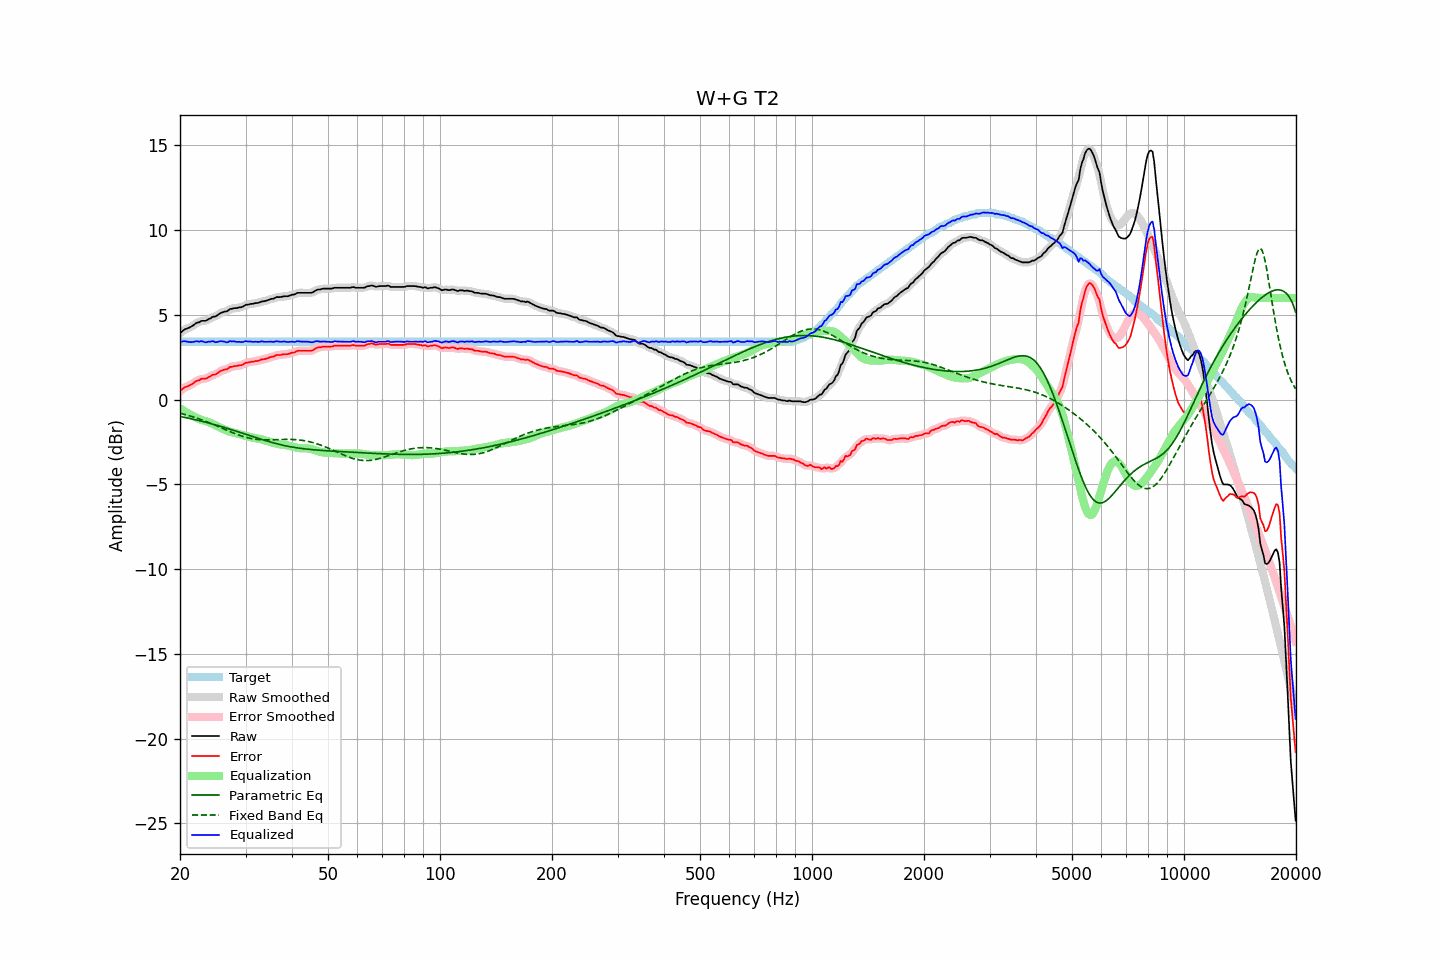 W+G T2
15
10
5
0
−5
−10
−15
−20
−25
Amplitude (dBr)
Target
Raw Smoothed
Error Smoothed
Raw
Error
Equalization
Parametric Eq
Fixed Band Eq
Equalized
20 50 100 200 500 1000 2000 5000 10000 20000
Frequency (Hz)